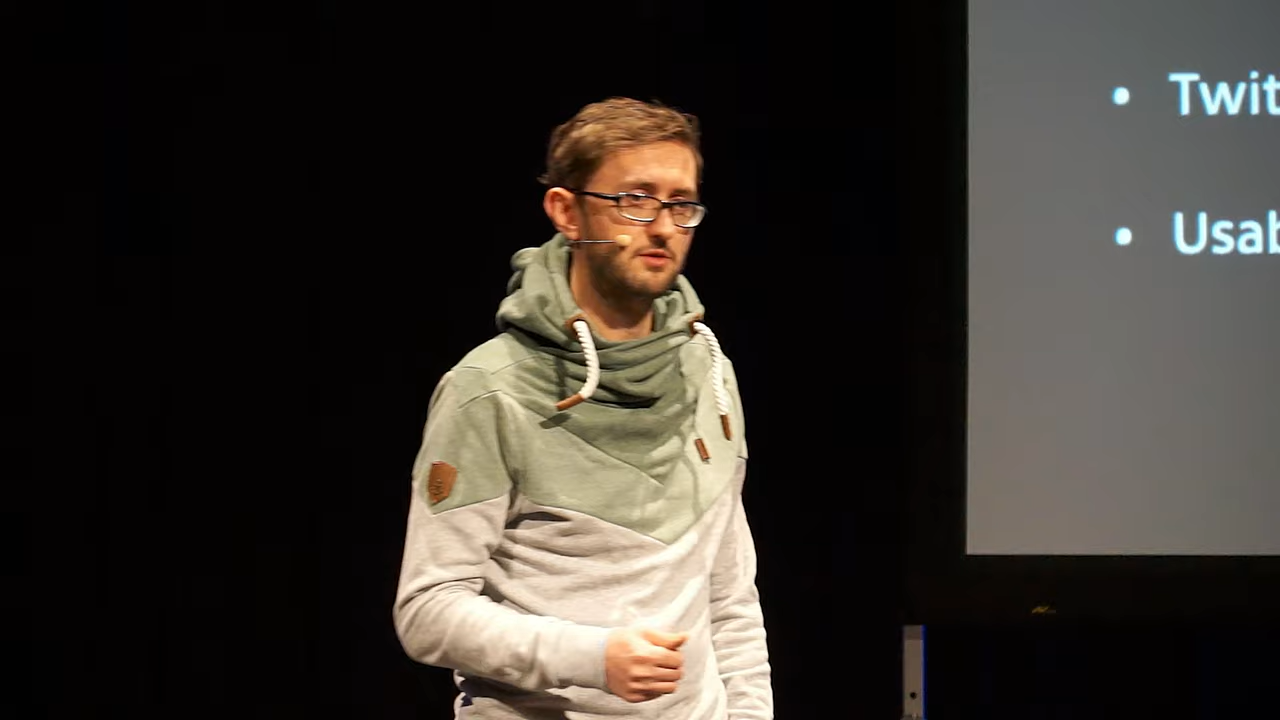 • Twit
• Usab